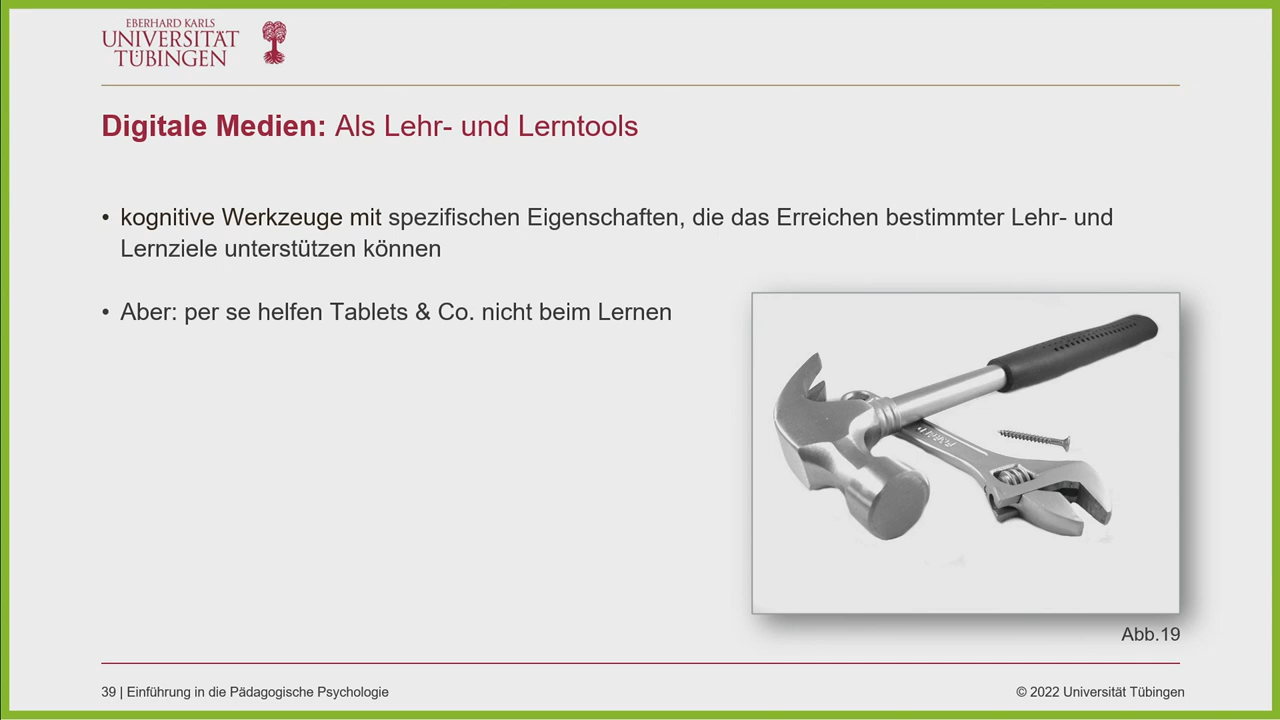 EBERHARD KARLS
UNIVERSITÄT
TÜBINGEN
Digitale Medien: Als Lehr- und Lerntools
• kognitive Werkzeuge mit spezifischen Eigenschaften, die das Erreichen bestimmter Lehr- und
Lernziele unterstützen können
• Aber: per se helfen Tablets & Co. nicht beim Lernen
Abb.19
39 | Einführung in die Pädagogische Psychologie
© 2022 Universität Tübingen